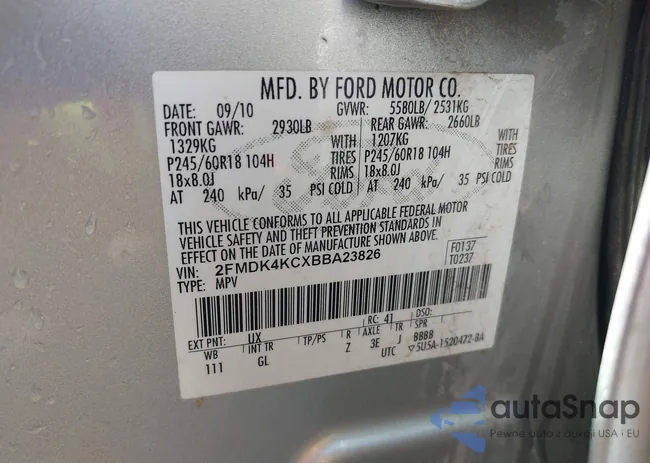 MFD. BY FORD MOTOR CO.
DATE: 09/10 GVWR: 5580LB/ 2531KG
FRONT GAWR: 2930LB REAR GAWR: 2660LB
1329KG WITH 1207KG WITH
P245/60R18 104H TIRES P245/60R18 104H TIRES
18x8.0J RIMS 18x8.0J RIMS
AT 240 kPa/ 35 PSI COLD AT 240 kPa/ 35 PSI COLD
THIS VEHICLE CONFORMS TO ALL APPLICABLE FEDERAL MOTOR
VEHICLE SAFETY AND THEFT PREVENTION STANDARDS IN
EFFECT ON THE DATE OF MANUFACTURE SHOWN ABOVE.
VIN: 2FMDK4KCXBBA23826 F0137
TYPE: MPV T0237
RC: 41 DSO:
EXT PNT: UX TP/PS R AXLE TR SPR
WB INT TR Z 3E J BBBB
111 GL UTC ▽5U5A-1520472-BA
autoSnap
Pewne auta z aukcji USA i EU